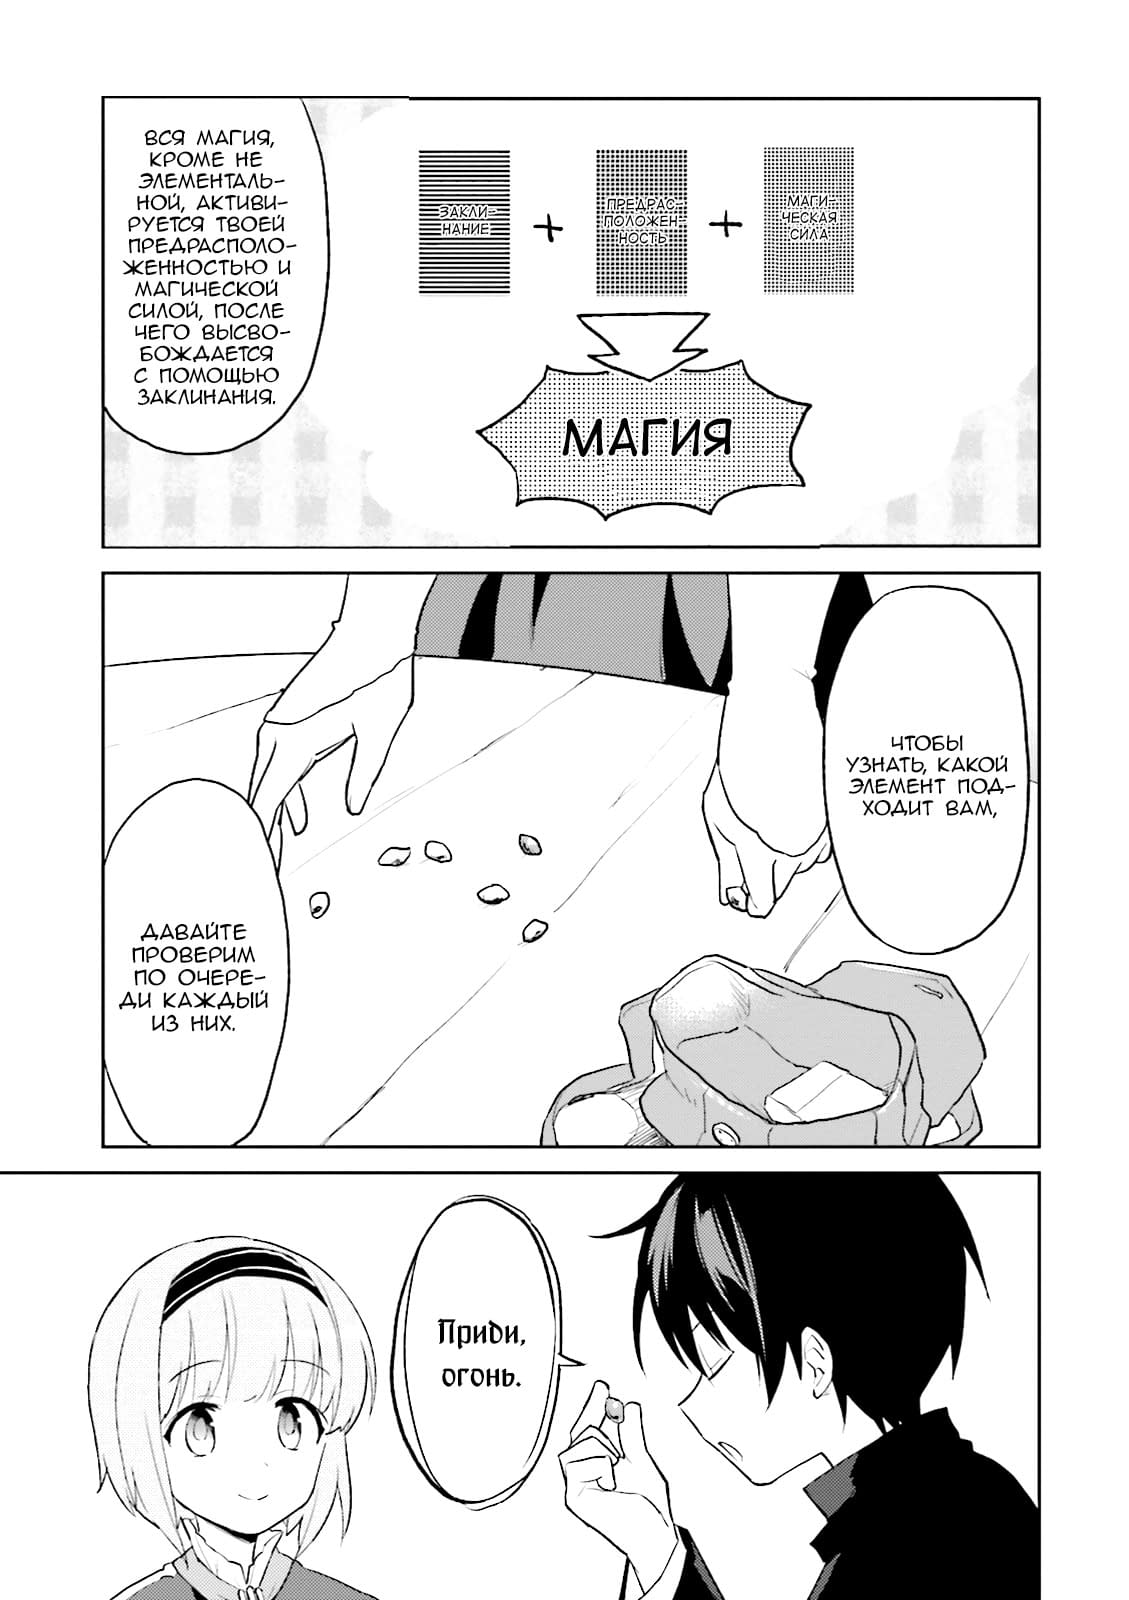 ВСЯ МАГИЯ,
КРОМЕ НЕ
ЭЛЕМЕНТАЛЬ-
НОЙ, АКТИВИ-
РУЕТСЯ ТВОЕЙ
ПРЕДРАСПОЛО-
ЖЕННОСТЬЮ И
МАГИЧЕСКОЙ
СИЛОЙ, ПОСЛЕ
ЧЕГО ВЫСВО-
БОЖДАЕТСЯ
С ПОМОЩЬЮ
ЗАКЛИНАНИЯ.
ЗАКЛИ-
НАНИЕ
+
ПРЕДРАС-
ПОЛОЖЕН
НОСТЬ
+
МАГИ-
ЧЕСКАЯ
СИЛА
МАГИЯ
ЧТОБЫ
УЗНАТЬ, КАКОЙ
ЭЛЕМЕНТ ПОД-
ХОДИТ ВАМ,
ДАВАЙТЕ
ПРОВЕРИМ
ПО ОЧЕРЕ-
ДИ КАЖДЫЙ
ИЗ НИХ.
Приди,
огонь.